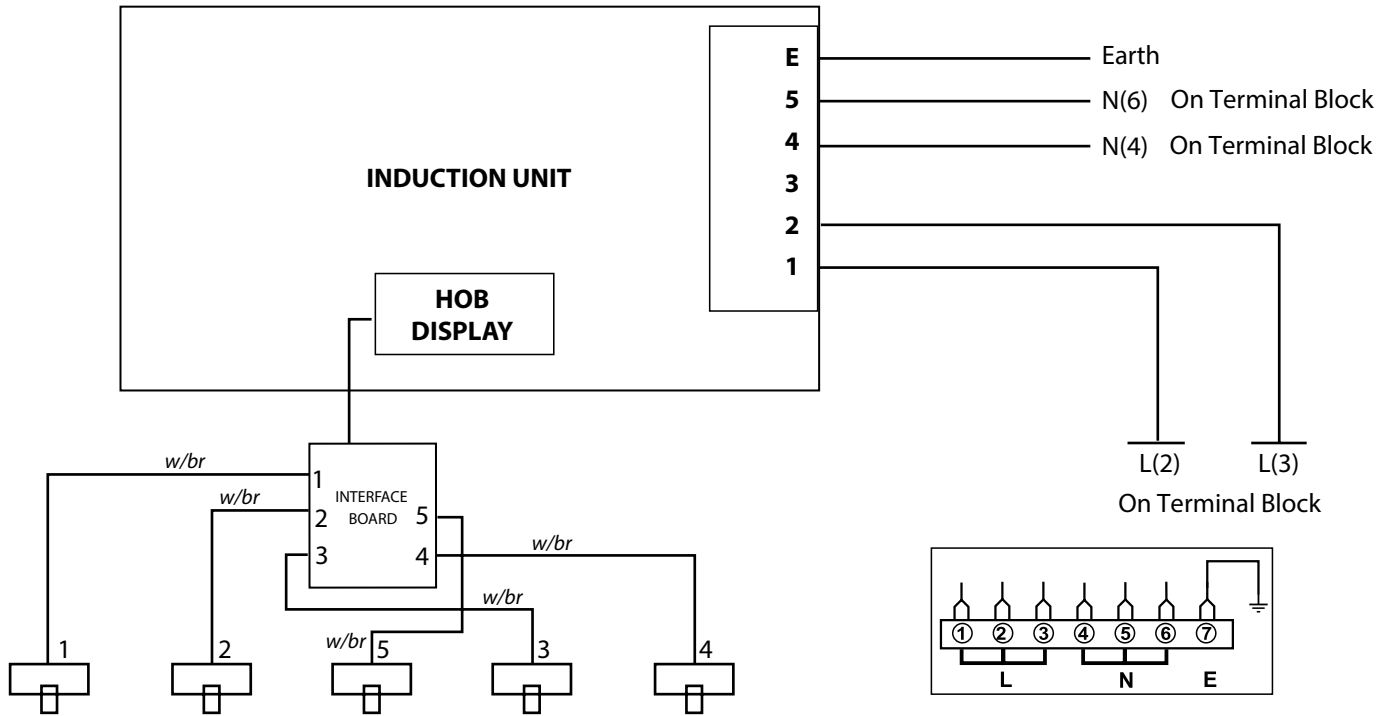 E
Earth
5
N(6) On Terminal Block
4
N(4) On Terminal Block
INDUCTION UNIT
3
2
1
HOB
DISPLAY
L(2)
L(3)
On Terminal Block
w/br
w/br
1
INTERFACE
BOARD
2
5
3
4
w/br
w/br
w/br
1
2
5
3
4
1
2
3
4
5
6
7
L
N
E